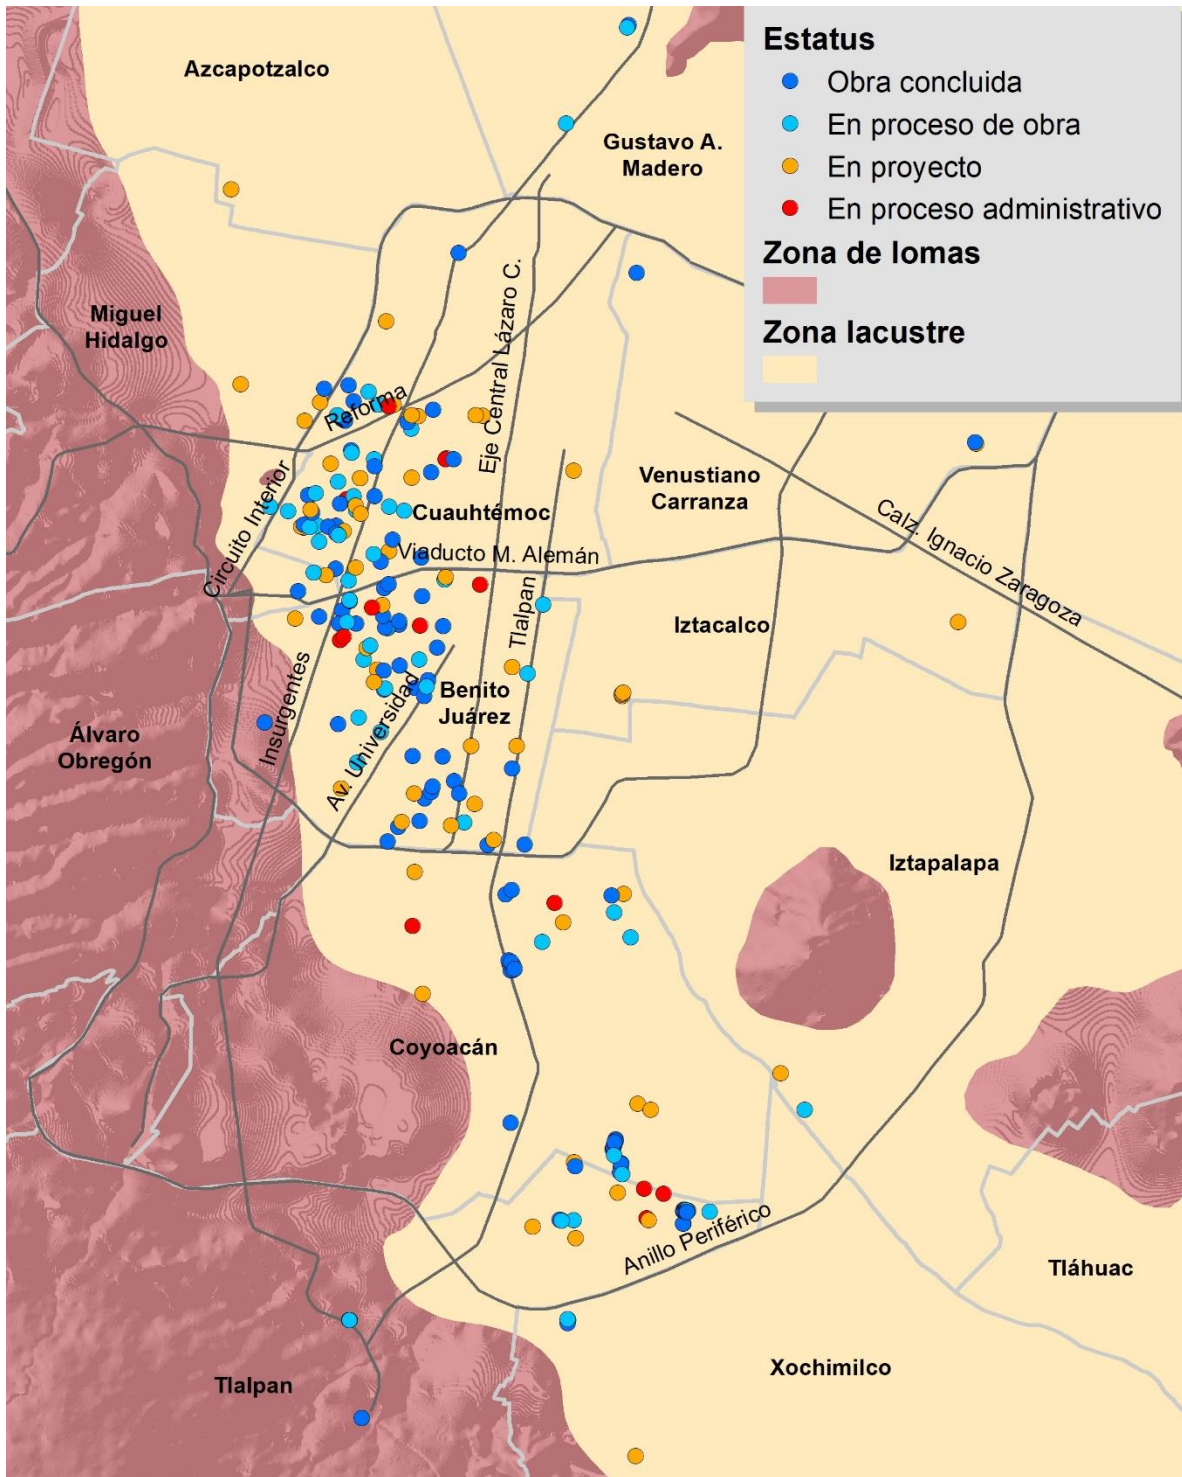 Estatus
Obra concluida
En proceso de obra
En proyecto
En proceso administrativo
Zona de lomas
Zona lacustre
Azcapotzalco
Gustavo A.
Madero
Miguel
Hidalgo
Reforma
Eje Central Lázaro C.
Venustiano
Carranza
Circuito Interior
Cuauhtémoc
Calz. Ignacio Zaragoza
Viaducto M. Alemán
Tlalpan
Iztacalco
Insurgentes
Av. Universidad
Benito
Juárez
Álvaro
Obregón
Iztapalapa
Coyoacán
Anillo Periférico
Tláhuac
Tlalpan
Xochimilco